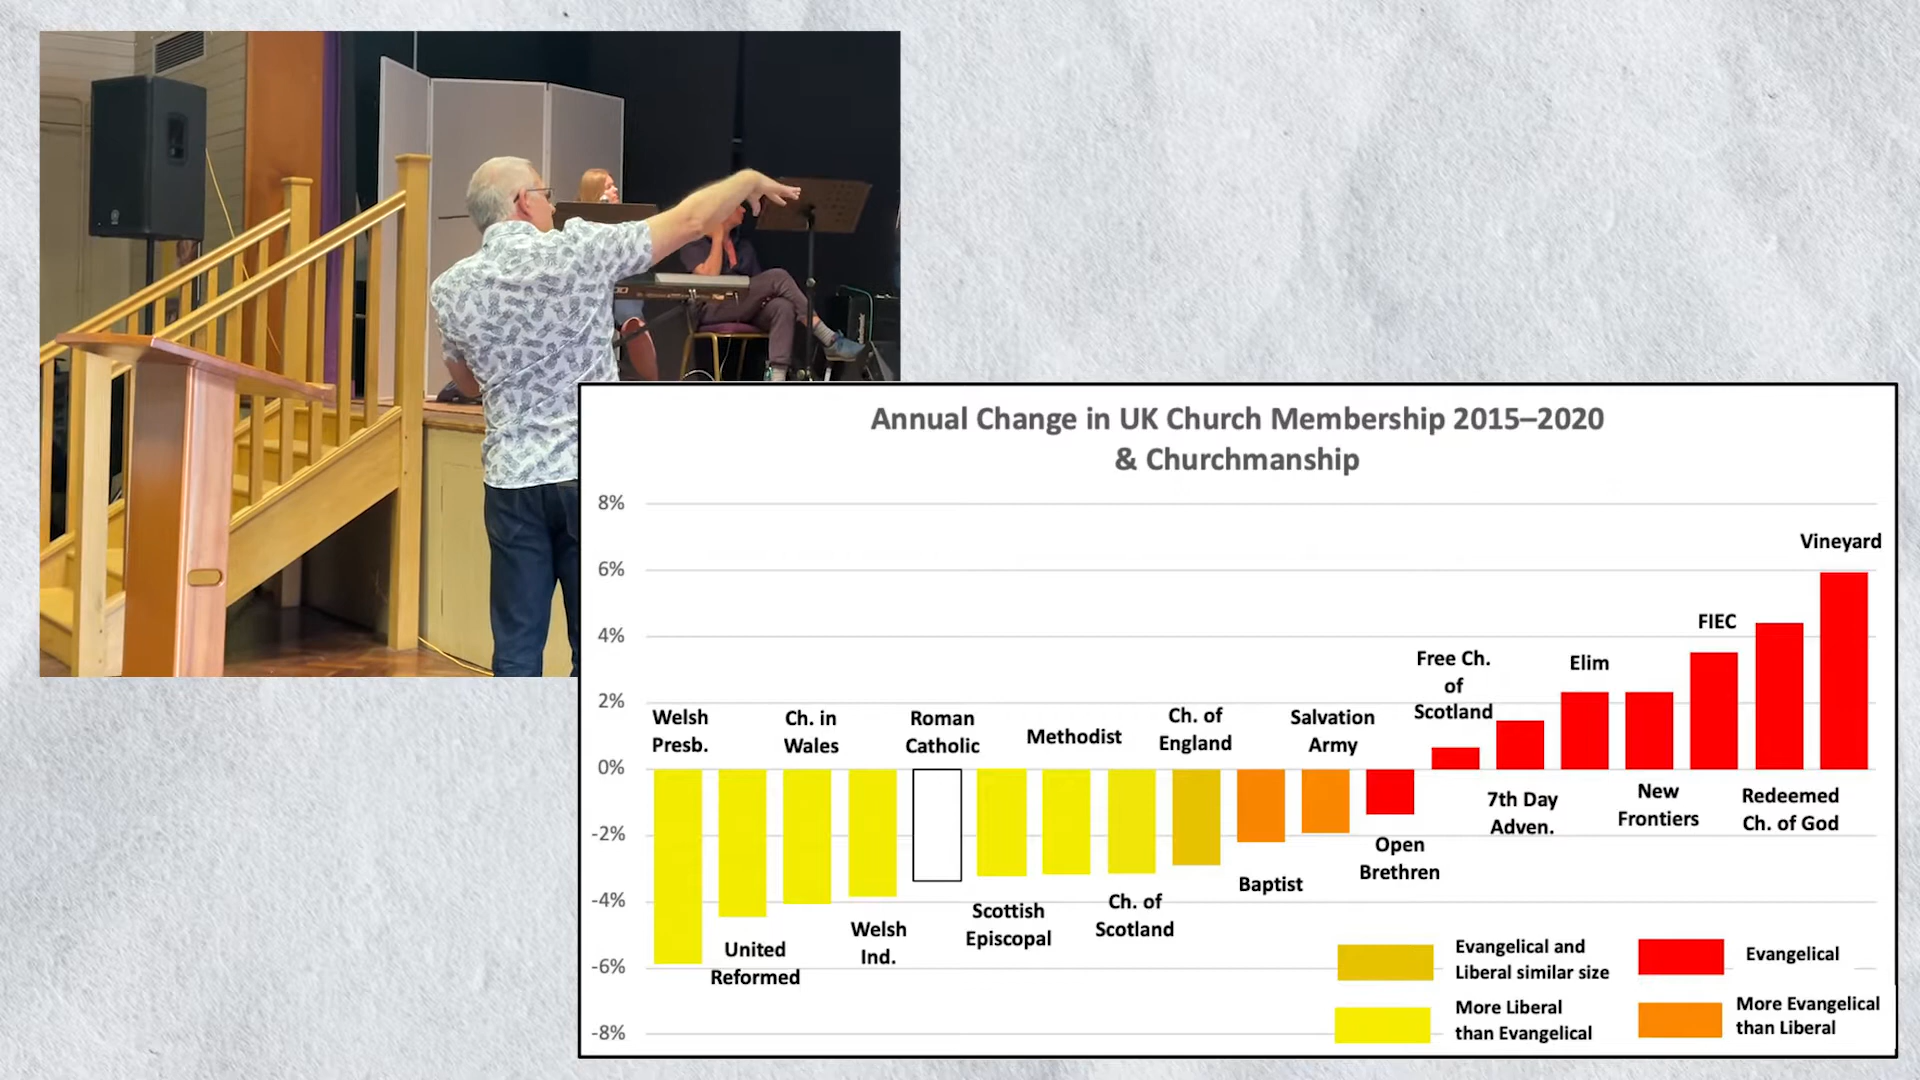 Annual Change in UK Church Membership 2015–2020
& Churchmanship
8%
6%
4%
2%
0%
-2%
-4%
-6%
-8%
Welsh
Presb.
United
Reformed
Ch. in
Wales
Welsh
Ind.
Roman
Catholic
Scottish
Episcopal
Methodist
Ch. of
Scotland
Ch. of
England
Baptist
Salvation
Army
Open
Brethren
Free Ch.
of
Scotland
7th Day
Adven.
Elim
New
Frontiers
FIEC
Redeemed
Ch. of God
Vineyard
Evangelical and
Liberal similar size
Evangelical
More Liberal
than Evangelical
More Evangelical
than Liberal